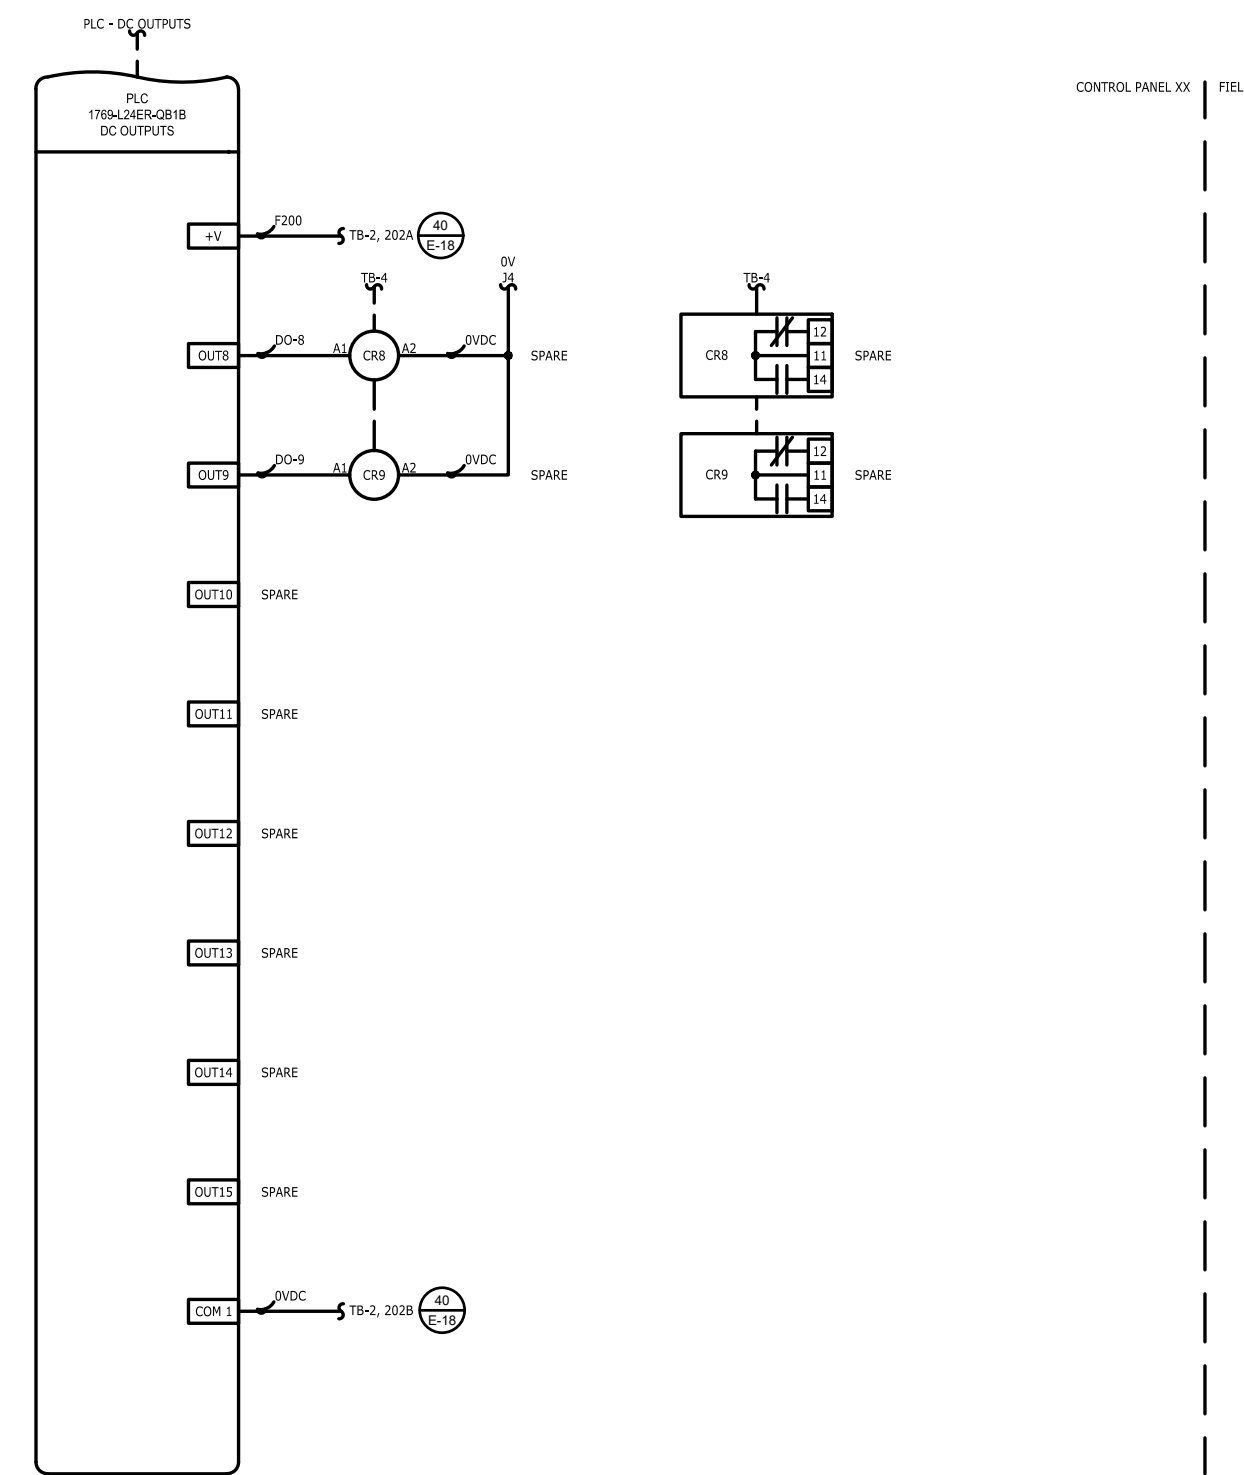 PLC - DC OUTPUTS
CONTROL PANEL XX
FIEL
PLC
1769-L24ER-QB1B
DC OUTPUTS
+V
F200
TB-2, 202A
40
E-18
0V
J4
TB-4
TB-4
OUT8
DO-8
A1
CR8
A2
0VDC
SPARE
CR8
12
11
14
SPARE
OUT9
DO-9
A1
CR9
A2
0VDC
SPARE
CR9
12
11
14
SPARE
OUT10
SPARE
OUT11
SPARE
OUT12
SPARE
OUT13
SPARE
OUT14
SPARE
OUT15
SPARE
COM 1
0VDC
TB-2, 202B
40
E-18